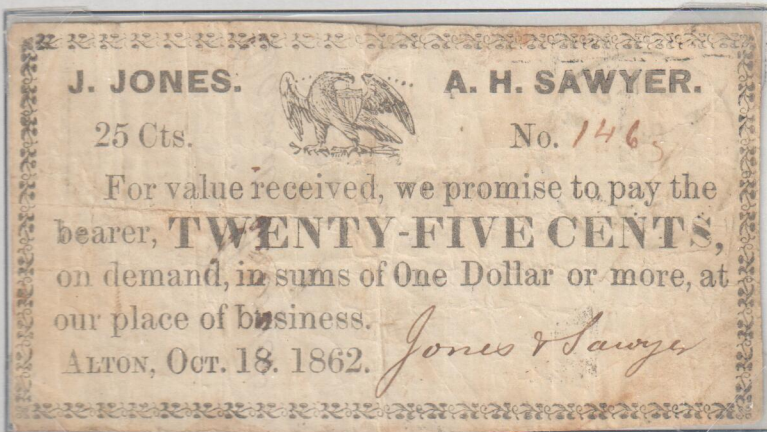 J. JONES. A. H. SAWYER.
25 Cts. No. 1465
For value received, we promise to pay the
bearer, TWENTY-FIVE CENTS,
on demand, in sums of One Dollar or more, at
our place of business.
ALTON, OCT. 18. 1862. Jones & Sawyer